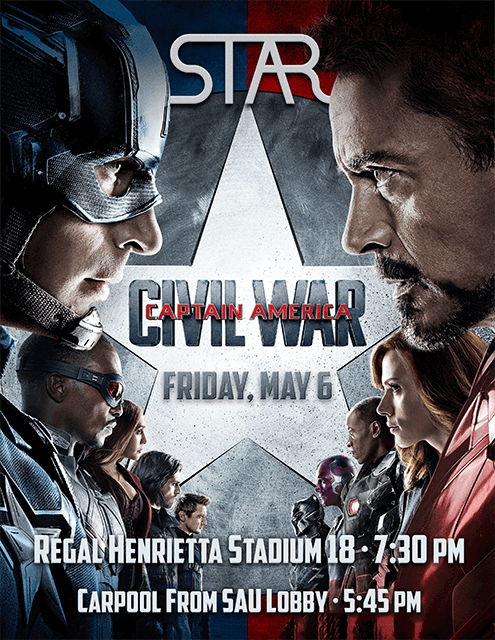 STAR
CIVIL WAR
CAPTAIN AMERICA
FRIDAY, MAY 6
REGAL HENRIETTA STADIUM 18 · 7:30 PM
CARPOOL FROM SAU LOBBY · 5:45 PM